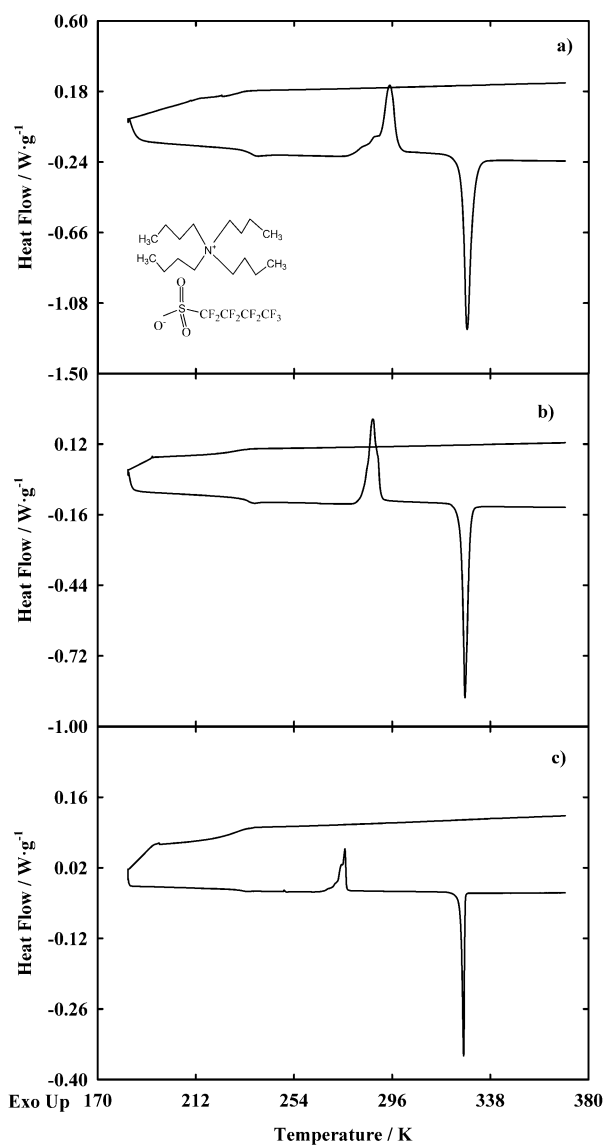 0.60
a)
0.18
-0.24
-0.66
-1.08
-1.50
Heat Flow / W·g-1
H3C
CH3
N+
H3C
CH3
O
S
CF2CF2CF2CF3
O-
O
b)
0.12
-0.16
-0.44
-0.72
-1.00
Heat Flow / W·g-1
c)
0.16
0.02
-0.12
-0.26
-0.40
Heat Flow / W·g-1
Exo Up
170 212 254 296 338 380
Temperature / K